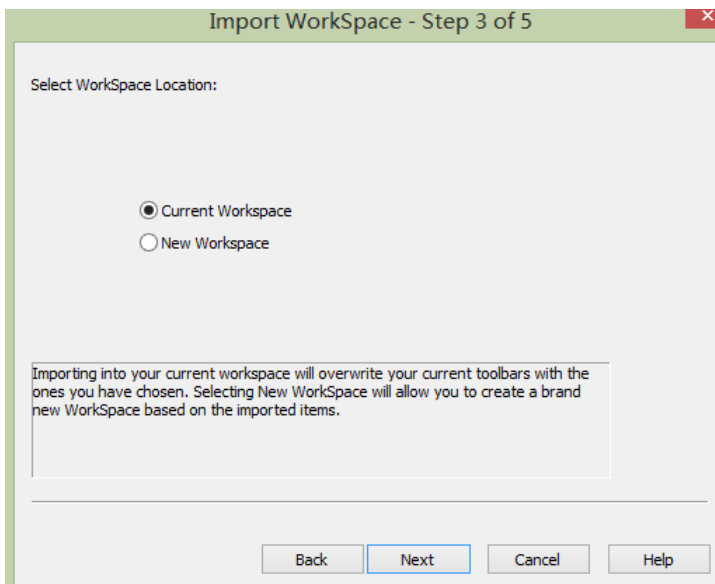 Import WorkSpace - Step 3 of 5
Select WorkSpace Location:
Current Workspace
New Workspace
Importing into your current workspace will overwrite your current toolbars with the
ones you have chosen. Selecting New WorkSpace will allow you to create a brand
new WorkSpace based on the imported items.
Back Next Cancel Help